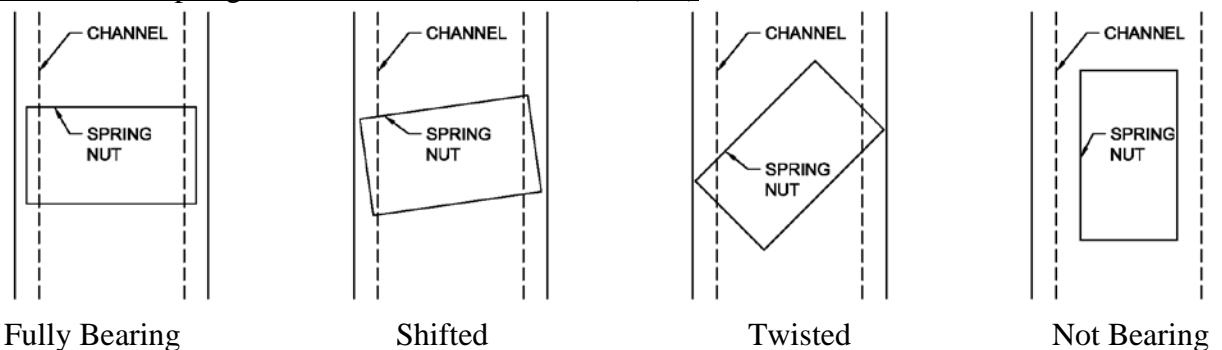 CHANNEL
SPRING
NUT
Fully Bearing
CHANNEL
SPRING
NUT
Shifted
CHANNEL
SPRING
NUT
Twisted
CHANNEL
SPRING
NUT
Not Bearing